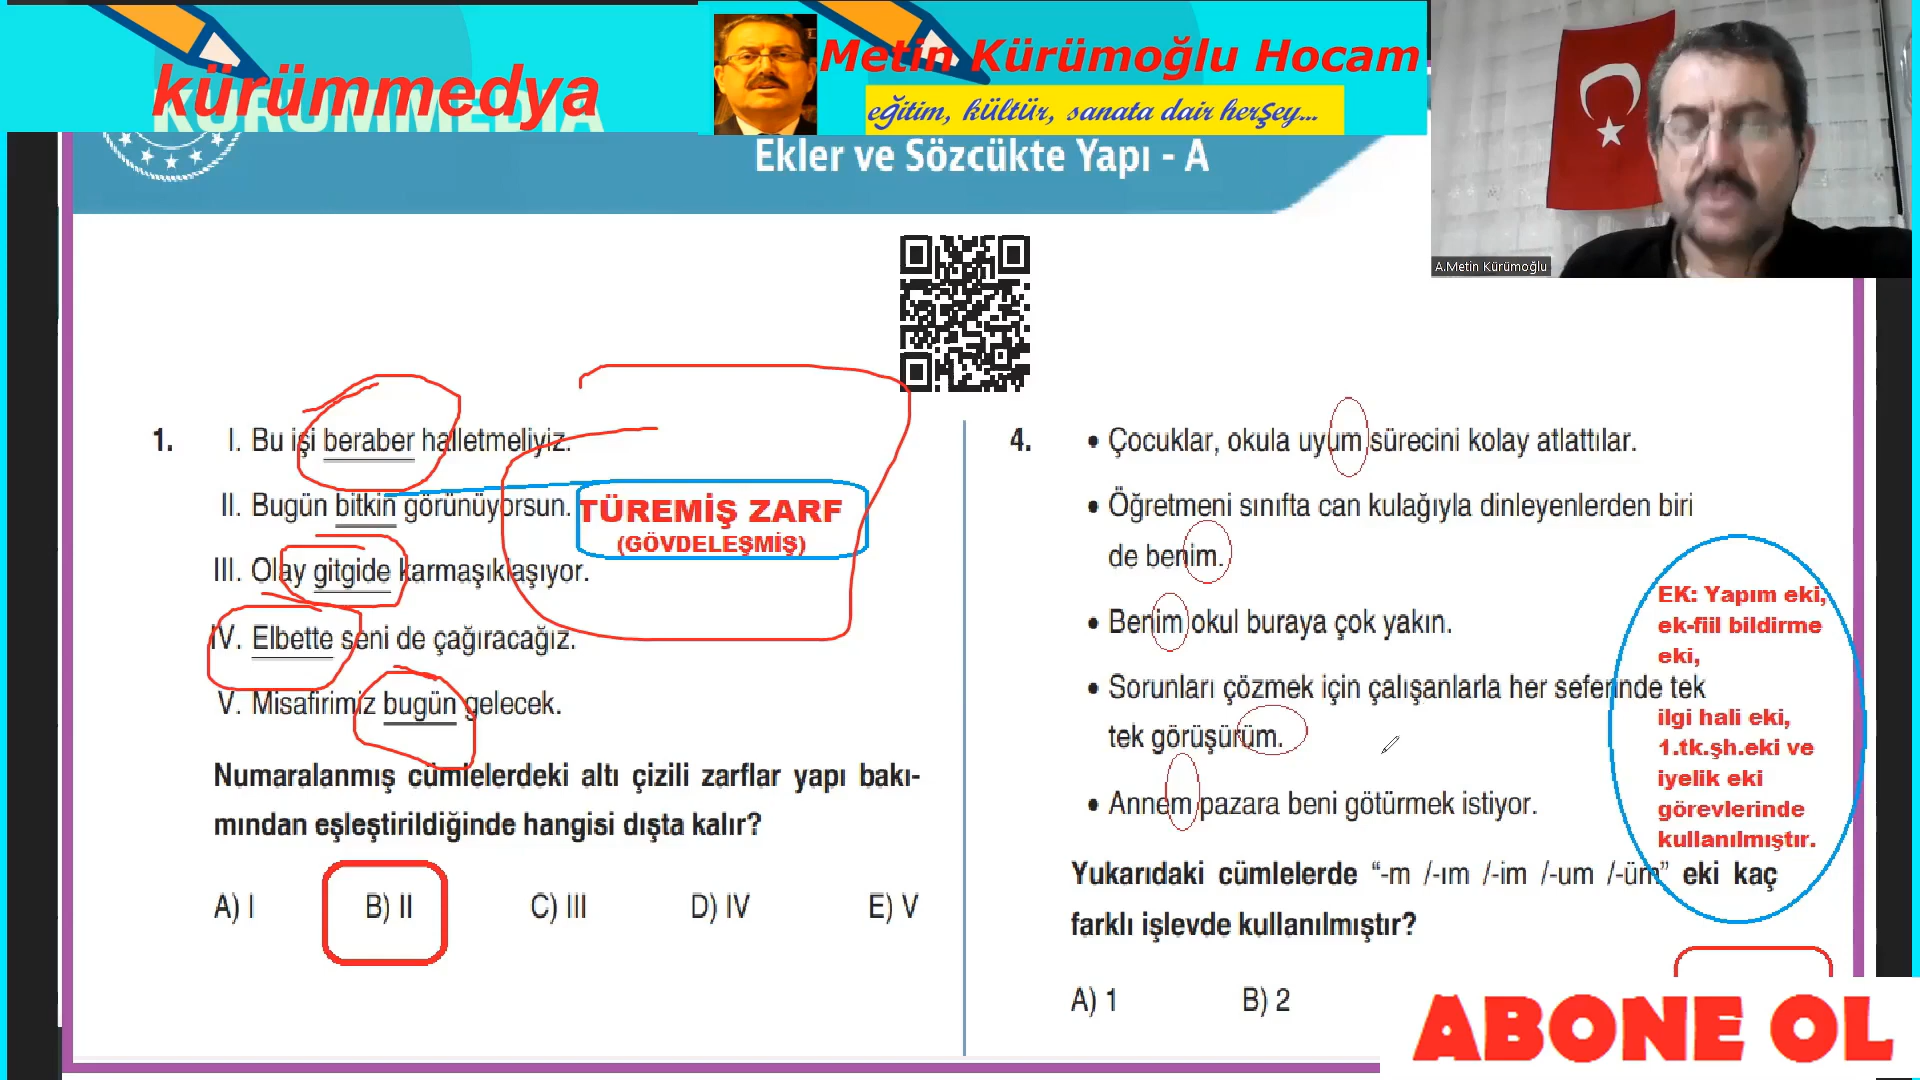 kürümmedya
KÜRÜMMEDYA
Metin Kürümoğlu Hocam
eğitim, kültür, sanata dair herşey...
A.Metin Kürümoğlu
Ekler ve Sözcükte Yapı - A
1.
I. Bu işi beraber halletmeliyiz.
II. Bugün bitkin görünüyorsun.
TÜREMİŞ ZARF
(GÖVDELEŞMİŞ)
III. Olay gitgide karmaşıklaşıyor.
IV. Elbette seni de çağıracağız.
V. Misafirimiz bugün gelecek.
Numaralanmış cümlelerdeki altı çizili zarflar yapı bakı-
mından eşleştirildiğinde hangisi dışta kalır?
A) I B) II C) III D) IV E) V
4.
• Çocuklar, okula uyum sürecini kolay atlattılar.
• Öğretmeni sınıfta can kulağıyla dinleyenlerden biri
de benim.
• Benim okul buraya çok yakın.
• Sorunları çözmek için çalışanlarla her seferinde tek
tek görüşürüm.
• Annem pazara beni götürmek istiyor.
EK: Yapım eki,
ek-fiil bildirme
eki,
ilgi hali eki,
1.tk.şh.eki ve
iyelik eki
görevlerinde
kullanılmıştır.
Yukarıdaki cümlelerde “-m /-ım /-im /-um /-üm” eki kaç
farklı işlevde kullanılmıştır?
A) 1 B) 2
ABONE OL